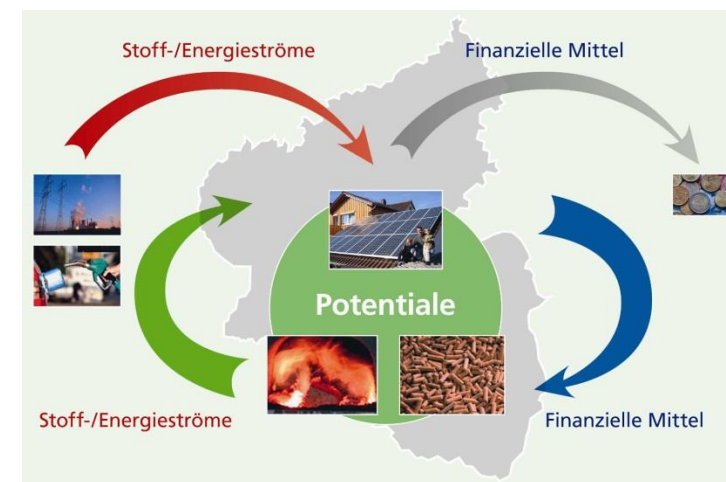 Stoff-/Energieströme
Finanzielle Mittel
Potentiale
Stoff-/Energieströme
Finanzielle Mittel